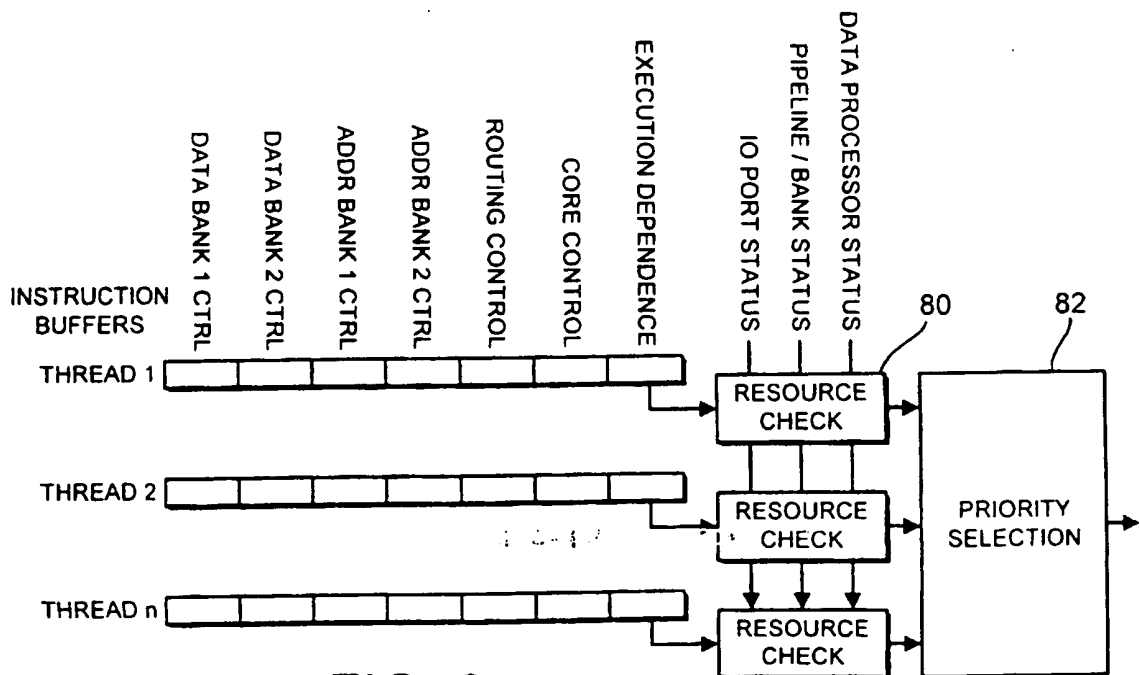 DATA BANK 1 CTRL
DATA BANK 2 CTRL
ADDR BANK 1 CTRL
ADDR BANK 2 CTRL
ROUTING CONTROL
CORE CONTROL
EXECUTION DEPENDENCE
IO PORT STATUS
PIPELINE / BANK STATUS
DATA PROCESSOR STATUS
INSTRUCTION
BUFFERS
80
82
THREAD 1
RESOURCE
CHECK
THREAD 2
RESOURCE
CHECK
PRIORITY
SELECTION
THREAD n
RESOURCE
CHECK